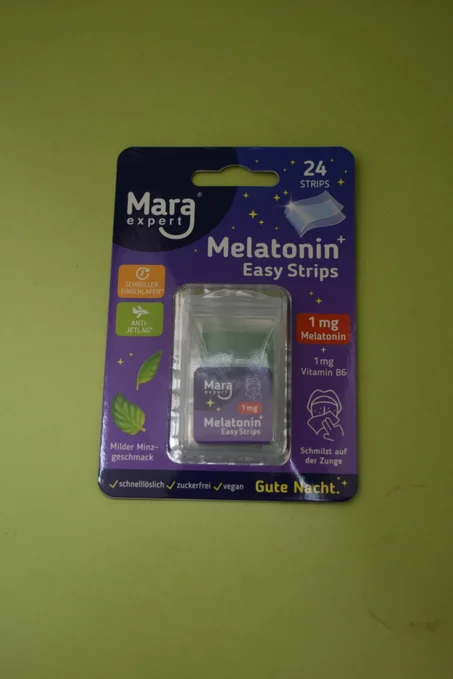 24
STRIPS
Mara®
expert
Melatonin+
Easy Strips
SCHNELLER
EINSCHLAFEN*
ANTI-
JETLAG*
1 mg
Melatonin
+
1 mg
Vitamin B6
Mara
expert
1 mg
Melatonin+
Easy Strips
Milder Minz-
geschmack
Schmilzt auf
der Zunge
schnelllöslich zuckerfrei vegan
Gute Nacht.